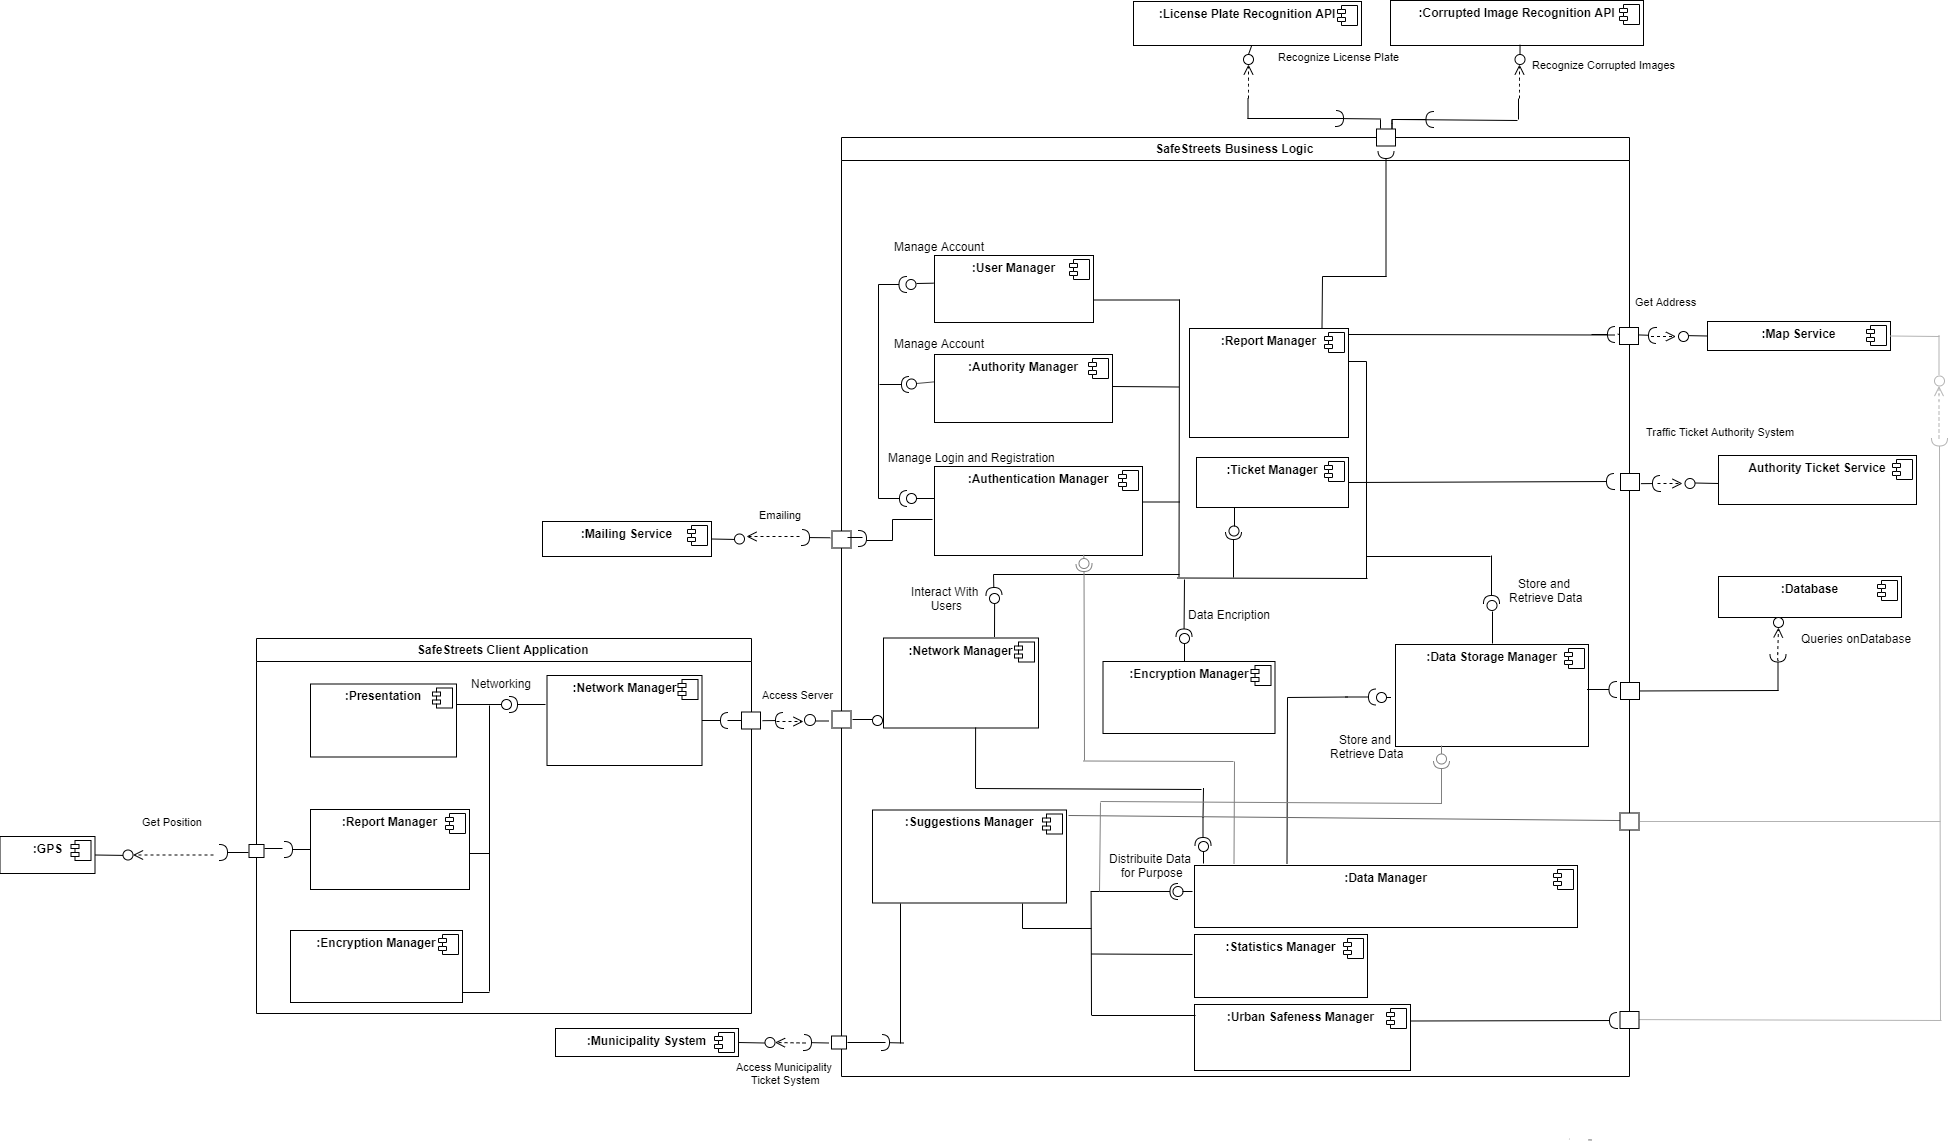 :License Plate Recognition API
:Corrupted Image Recognition API
Recognize License Plate
Recognize Corrupted Images
SafeStreets Business Logic
Manage Account
:User Manager
Get Address
:Map Service
:Report Manager
Manage Account
:Authority Manager
Traffic Ticket Authority System
Manage Login and Registration
:Authentication Manager
:Ticket Manager
Authority Ticket Service
Emailing
:Mailing Service
Interact With
Users
Store and
Retrieve Data
:Database
Data Encription
Queries onDatabase
SafeStreets Client Application
:Network Manager
:Encryption Manager
:Data Storage Manager
:Presentation
Networking
:Network Manager
Access Server
Store and
Retrieve Data
Get Position
:GPS
:Report Manager
:Suggestions Manager
Distribuite Data
for Purpose
:Data Manager
:Encryption Manager
:Statistics Manager
:Urban Safeness Manager
:Municipality System
Access Municipality
Ticket System